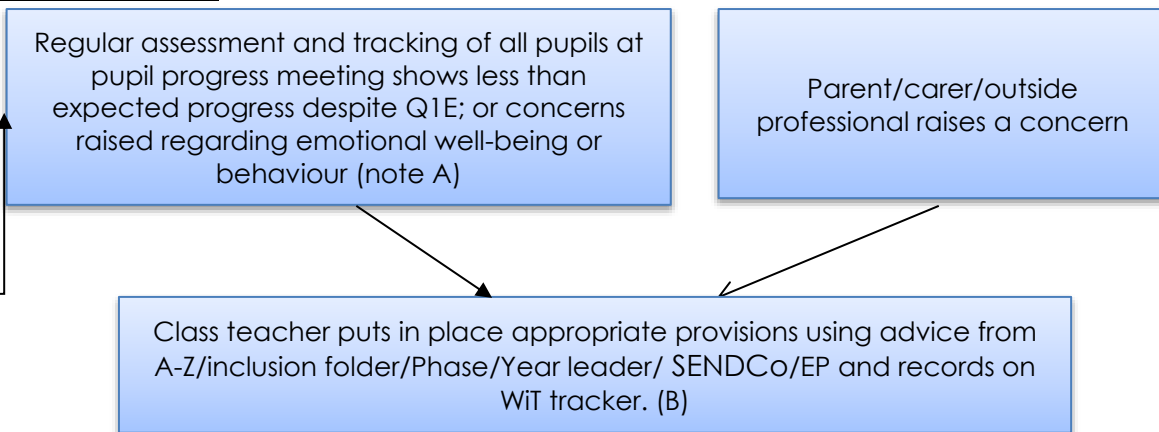 Regular assessment and tracking of all pupils at
pupil progress meeting shows less than
expected progress despite Q1E; or concerns
raised regarding emotional well-being or
behaviour (note A)
Parent/carer/outside
professional raises a concern
Class teacher puts in place appropriate provisions using advice from
A-Z/inclusion folder/Phase/Year leader/ SENDCo/EP and records on
WiT tracker. (B)